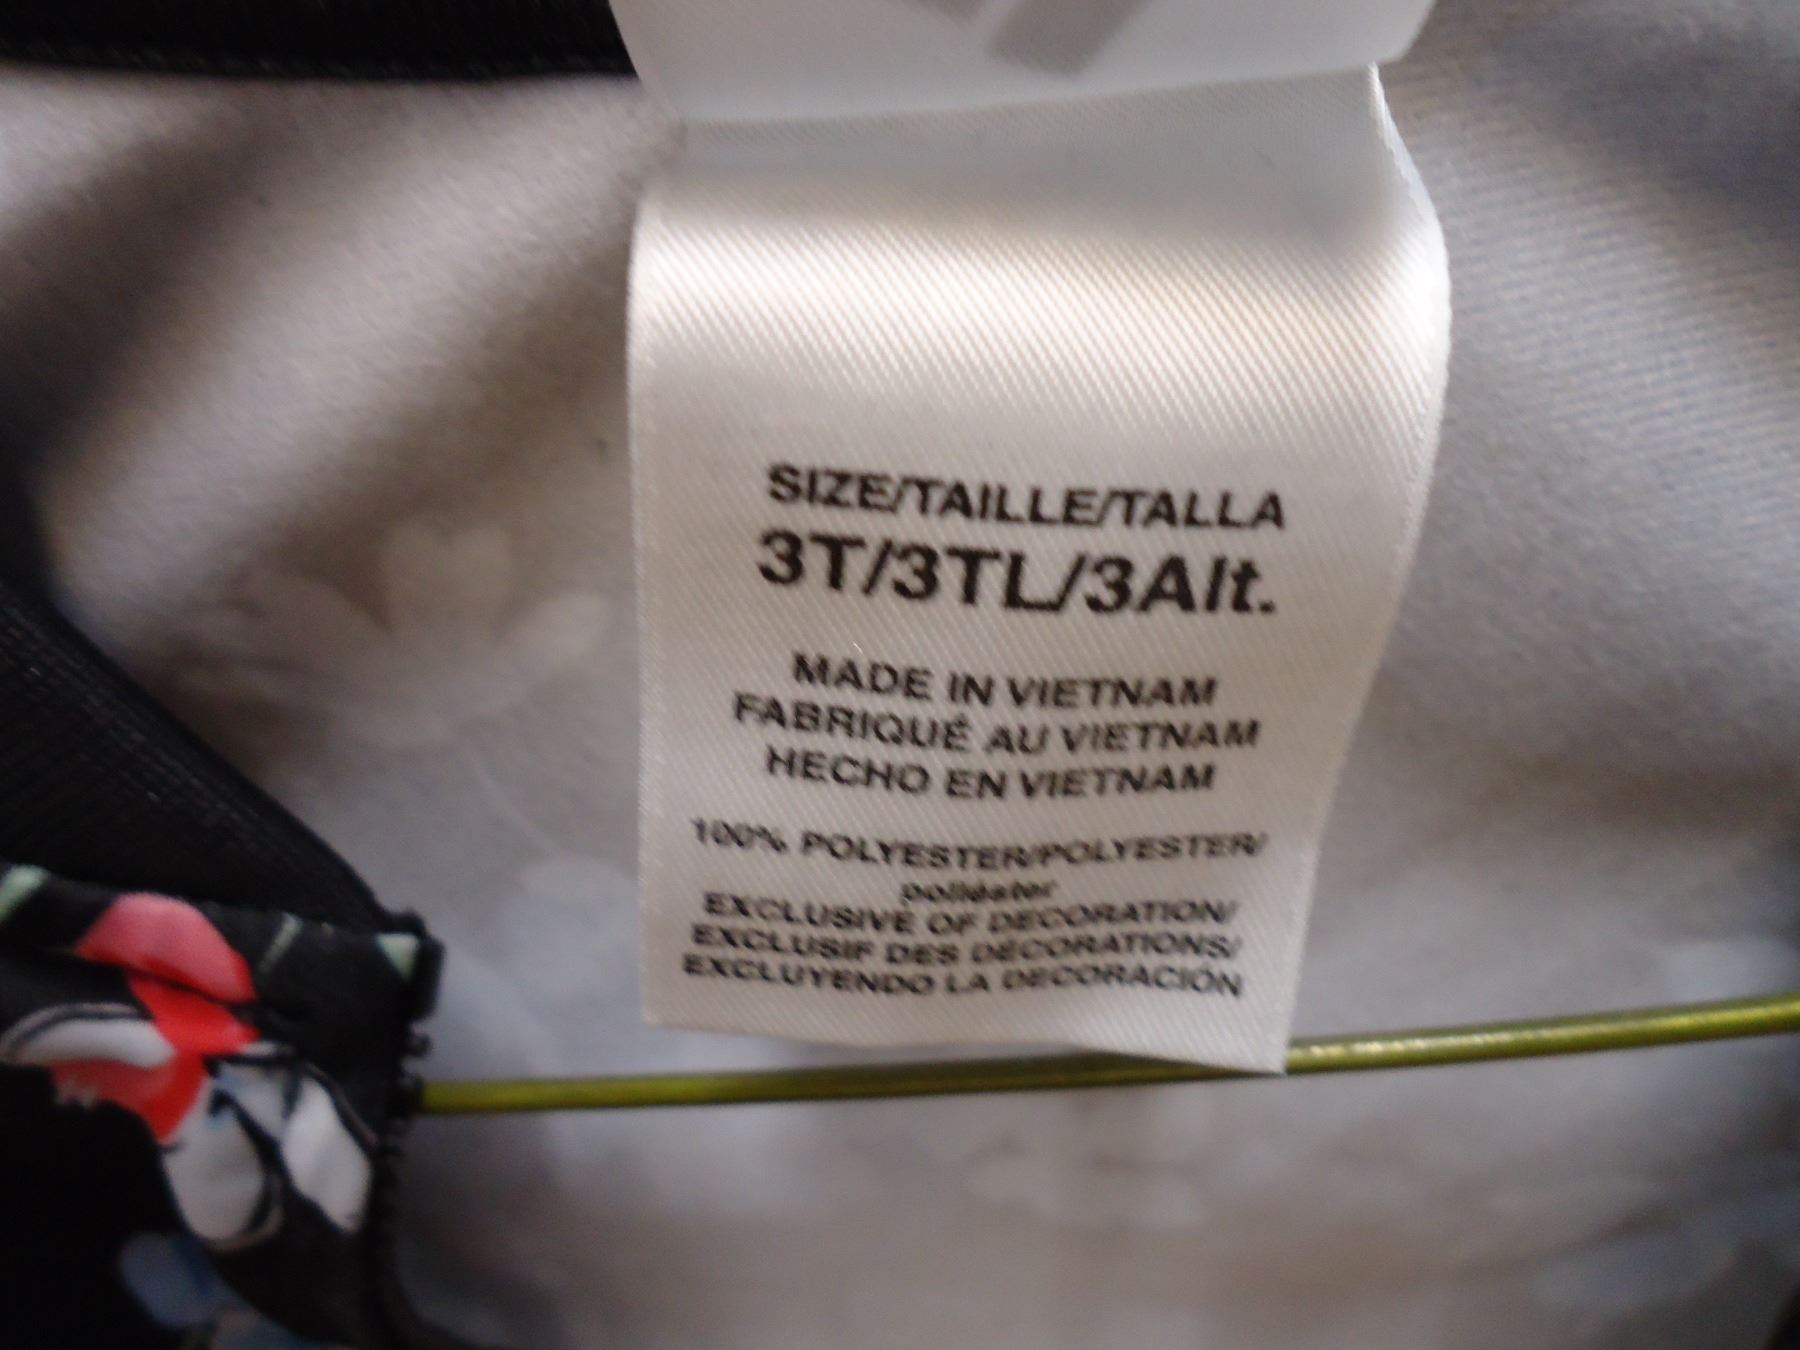 SIZE/TAILLE/TALLA
3T/3TL/3Alt.
MADE IN VIETNAM
FABRIQUÉ AU VIETNAM
HECHO EN VIETNAM
100% POLYESTER/POLYESTER/
poliéster
EXCLUSIVE OF DECORATION/
EXCLUSIF DES DÉCORATIONS/
EXCLUYENDO LA DECORACIÓN